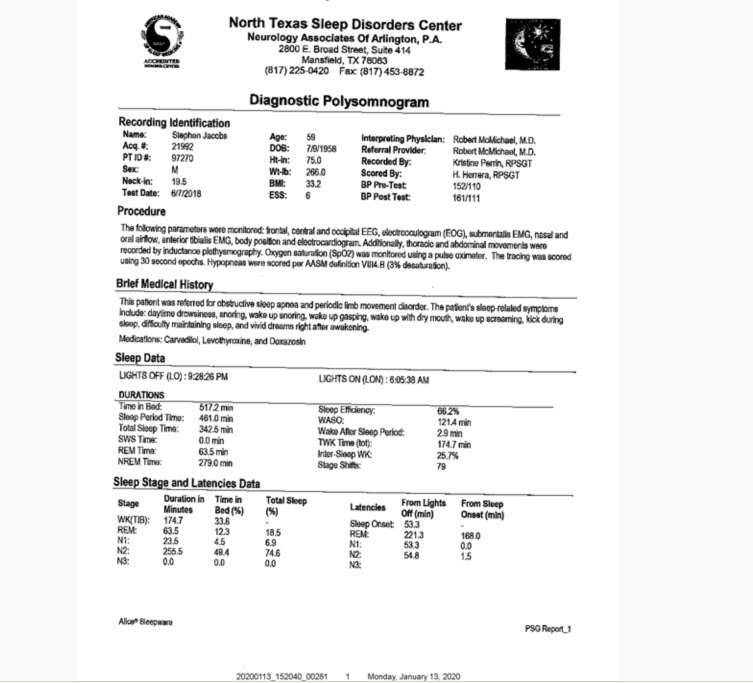 ACCREDITED
MEMBER CENTER
North Texas Sleep Disorders Center
Neurology Associates Of Arlington, P.A.
2800 E. Broad Street, Suite 414
Mansfield, TX 76063
(817) 225-0420 Fax: (817) 453-8872
Diagnostic Polysomnogram
Recording Identification
Name: Stephon Jacobs Age: 59 Interpreting Physician: Robert McMichael, M.D.
Acq. #: 21992 DOB: 7/9/1958 Referral Provider: Robert McMichael, M.D.
PT ID #: 97270 Ht-in: 75.0 Recorded By: Kristine Perrin, RPSGT
Sex: M Wt-lb: 266.0 Scored By: H. Herrera, RPSGT
Neck-in: 19.5 BMI: 33.2 BP Pre-Test: 152/110
Test Date: 6/7/2018 ESS: 6 BP Post Test: 161/111
Procedure
The following parameters were monitored: frontal, central and occipital EEG, electrooculogram (EOG), submentalis EMG, nasal and
oral airflow, anterior tibialis EMG, body position and electrocardiogram. Additionally, thoracic and abdominal movements were
recorded by inductance plethysmography. Oxygen saturation (SpO2) was monitored using a pulse oximeter. The tracing was scored
using 30 second epochs. Hypopneas were scored per AASM definition VIII4.B (3% desaturation).
Brief Medical History
This patient was referred for obstructive sleep apnea and periodic limb movement disorder. The patient's sleep-related symptoms
include: daytime drowsiness, snoring, wake up snoring, wake up gasping, wake up with dry mouth, wake up screaming, kick during
sleep, difficulty maintaining sleep, and vivid dreams right after awakening.
Medications: Carvedilol, Levothyroxine, and Doxazosin
Sleep Data
LIGHTS OFF (LO) : 9:28:26 PM LIGHTS ON (LON) : 6:05:38 AM
DURATIONS
Time in Bed: 517.2 min Sleep Efficiency: 66.2%
Sleep Period Time: 461.0 min WASO: 121.4 min
Total Sleep Time: 342.5 min Wake After Sleep Period: 2.9 min
SWS Time: 0.0 min TWK Time (tot): 174.7 min
REM Time: 63.5 min Inter-Sleep WK: 25.7%
NREM Time: 279.0 min Stage Shifts: 79
Sleep Stage and Latencies Data
Stage Duration in Minutes Time in Bed (%) Total Sleep (%) Latencies From Lights Off (min) From Sleep Onset (min)
WK(TIB): 174.7 33.8 - Sleep Onset: 53.3 -
REM: 63.5 12.3 18.5 REM: 221.3 168.0
N1: 23.5 4.5 6.9 N1: 53.3 0.0
N2: 255.5 49.4 74.6 N2: 54.8 1.5
N3: 0.0 0.0 0.0 N3:
Alice® Sleepware PSG Report_1
20200113_152040_00281 1 Monday, January 13, 2020